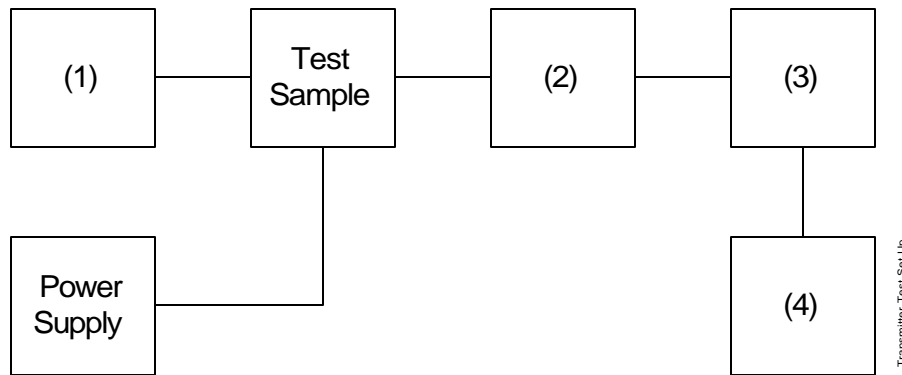 (1)
Test
Sample
(2)
(3)
Power
Supply
(4)
Transmitter Test Set Up